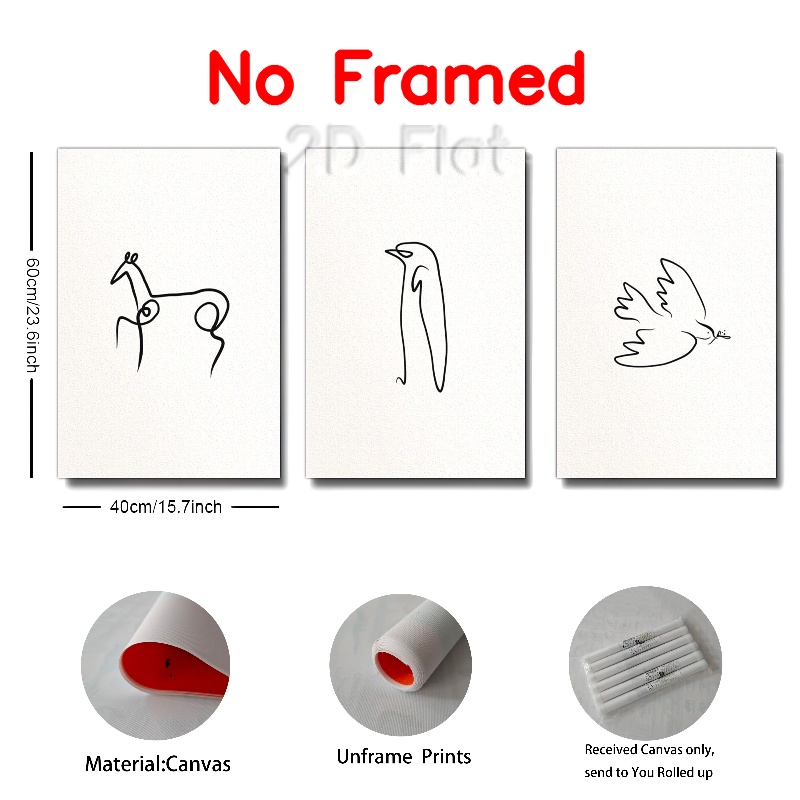 No Framed
2D Flat
60cm/23.6inch
40cm/15.7inch
Material:Canvas
Unframe Prints
Received Canvas only,
send to You Rolled up